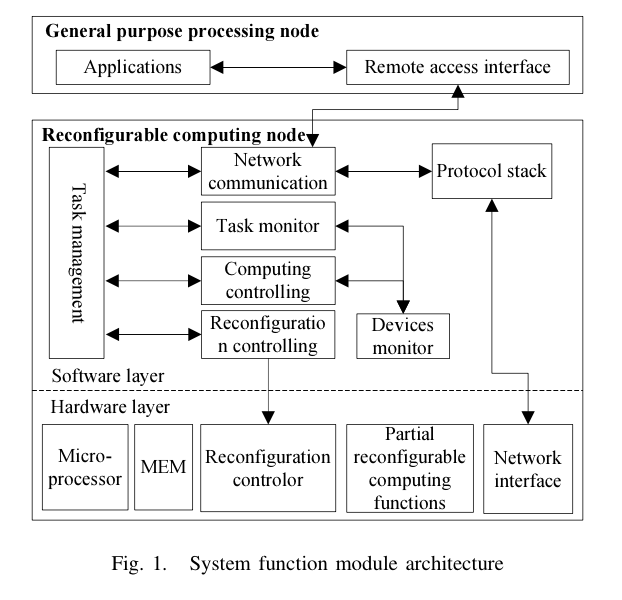 General purpose processing node
Applications
Remote access interface
Reconfigurable computing node
Task management
Network
communication
Protocol stack
Task monitor
Computing
controlling
Reconfiguratio
n controlling
Devices
monitor
Software layer
Hardware layer
Micro-
processor
MEM
Reconfiguration
controlor
Partial
reconfigurable
computing
functions
Network
interface
Fig. 1. System function module architecture